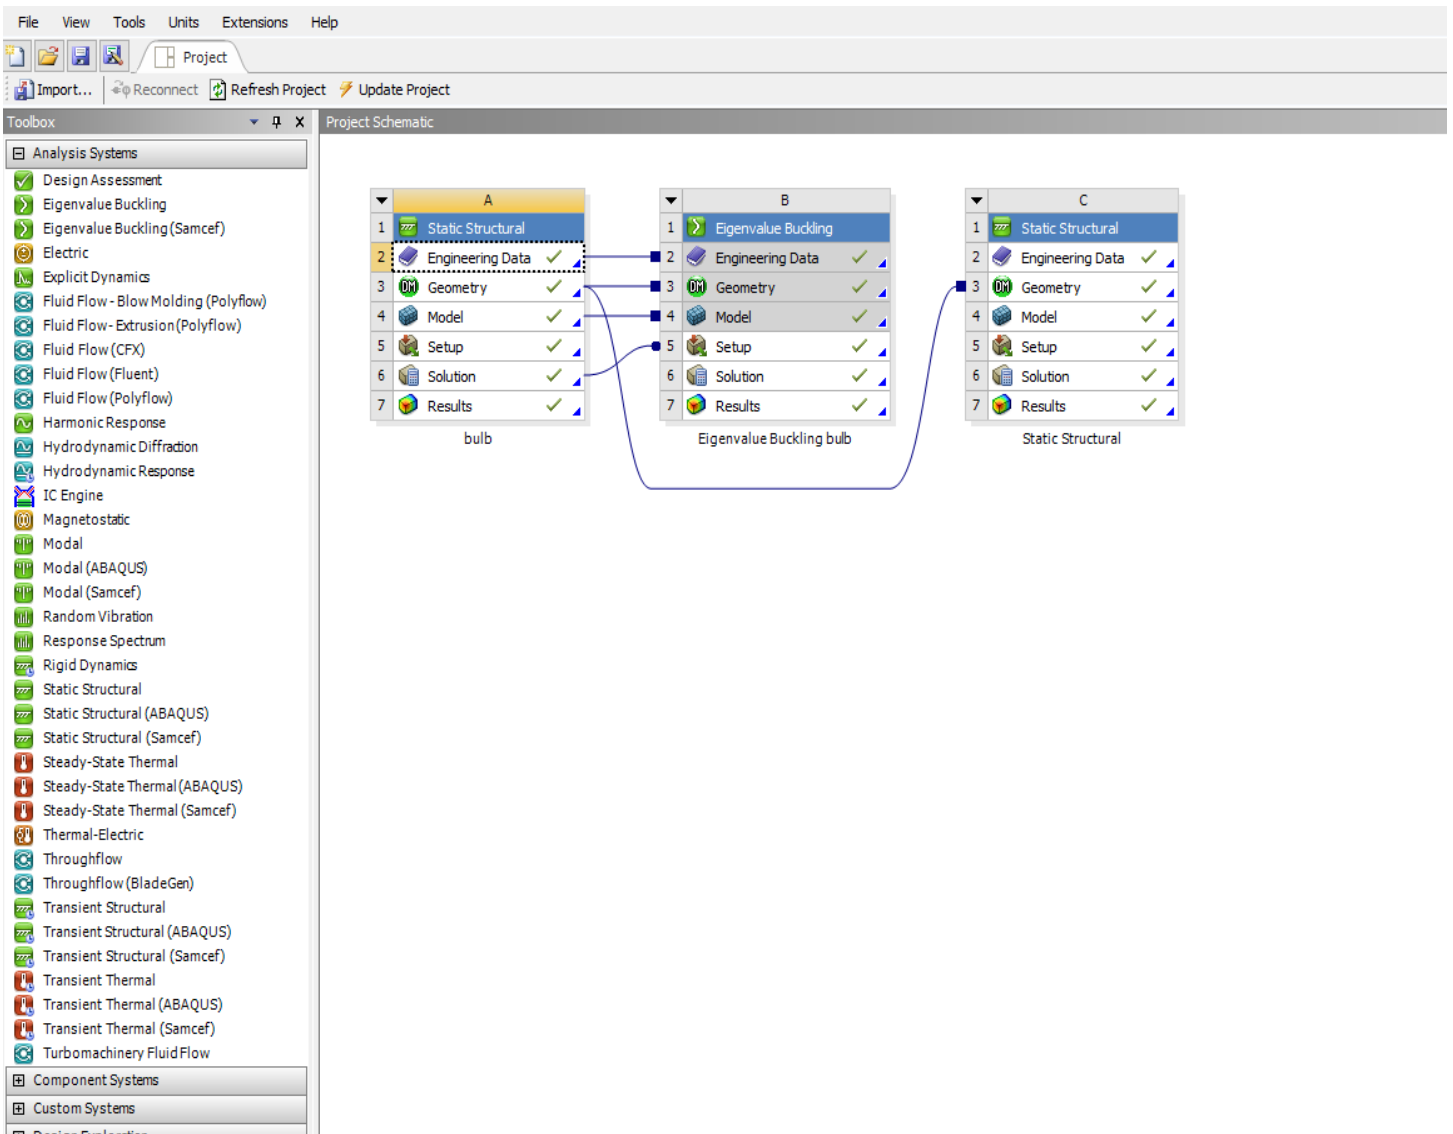 File View Tools Units Extensions Help
Project
Import... Reconnect Refresh Project Update Project
Toolbox
Analysis Systems
Design Assessment
Eigenvalue Buckling
Eigenvalue Buckling (Samcef)
Electric
Explicit Dynamics
Fluid Flow - Blow Molding (Polyflow)
Fluid Flow - Extrusion (Polyflow)
Fluid Flow (CFX)
Fluid Flow (Fluent)
Fluid Flow (Polyflow)
Harmonic Response
Hydrodynamic Diffraction
Hydrodynamic Response
IC Engine
Magnetostatic
Modal
Modal (ABAQUS)
Modal (Samcef)
Random Vibration
Response Spectrum
Rigid Dynamics
Static Structural
Static Structural (ABAQUS)
Static Structural (Samcef)
Steady-State Thermal
Steady-State Thermal (ABAQUS)
Steady-State Thermal (Samcef)
Thermal-Electric
Throughflow
Throughflow (BladeGen)
Transient Structural
Transient Structural (ABAQUS)
Transient Structural (Samcef)
Transient Thermal
Transient Thermal (ABAQUS)
Transient Thermal (Samcef)
Turbomachinery Fluid Flow
Component Systems
Custom Systems
Project Schematic
A
1 Static Structural
2 Engineering Data
3 DM Geometry
4 Model
5 Setup
6 Solution
7 Results
bulb
B
1 Eigenvalue Buckling
2 Engineering Data
3 DM Geometry
4 Model
5 Setup
6 Solution
7 Results
Eigenvalue Buckling bulb
C
1 Static Structural
2 Engineering Data
3 DM Geometry
4 Model
5 Setup
6 Solution
7 Results
Static Structural